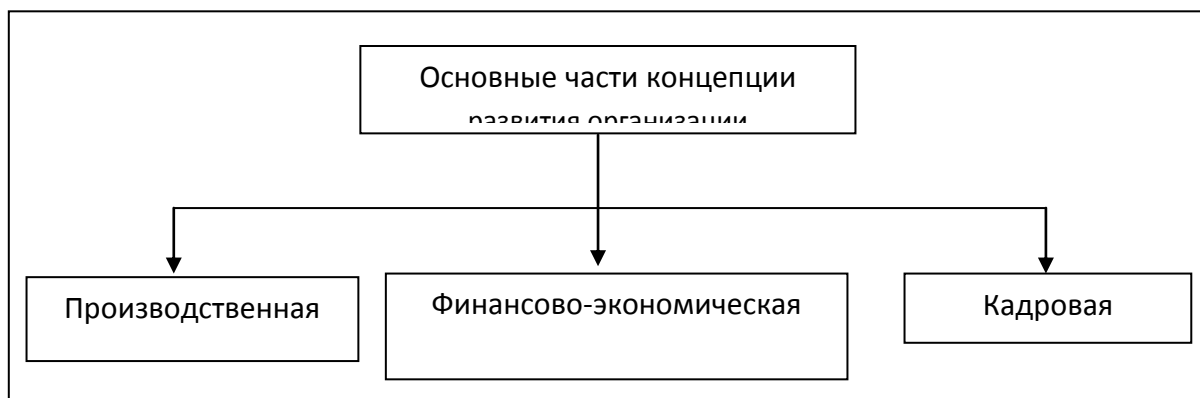 Основные части концепции
развития организации
Производственная
Финансово-экономическая
Кадровая